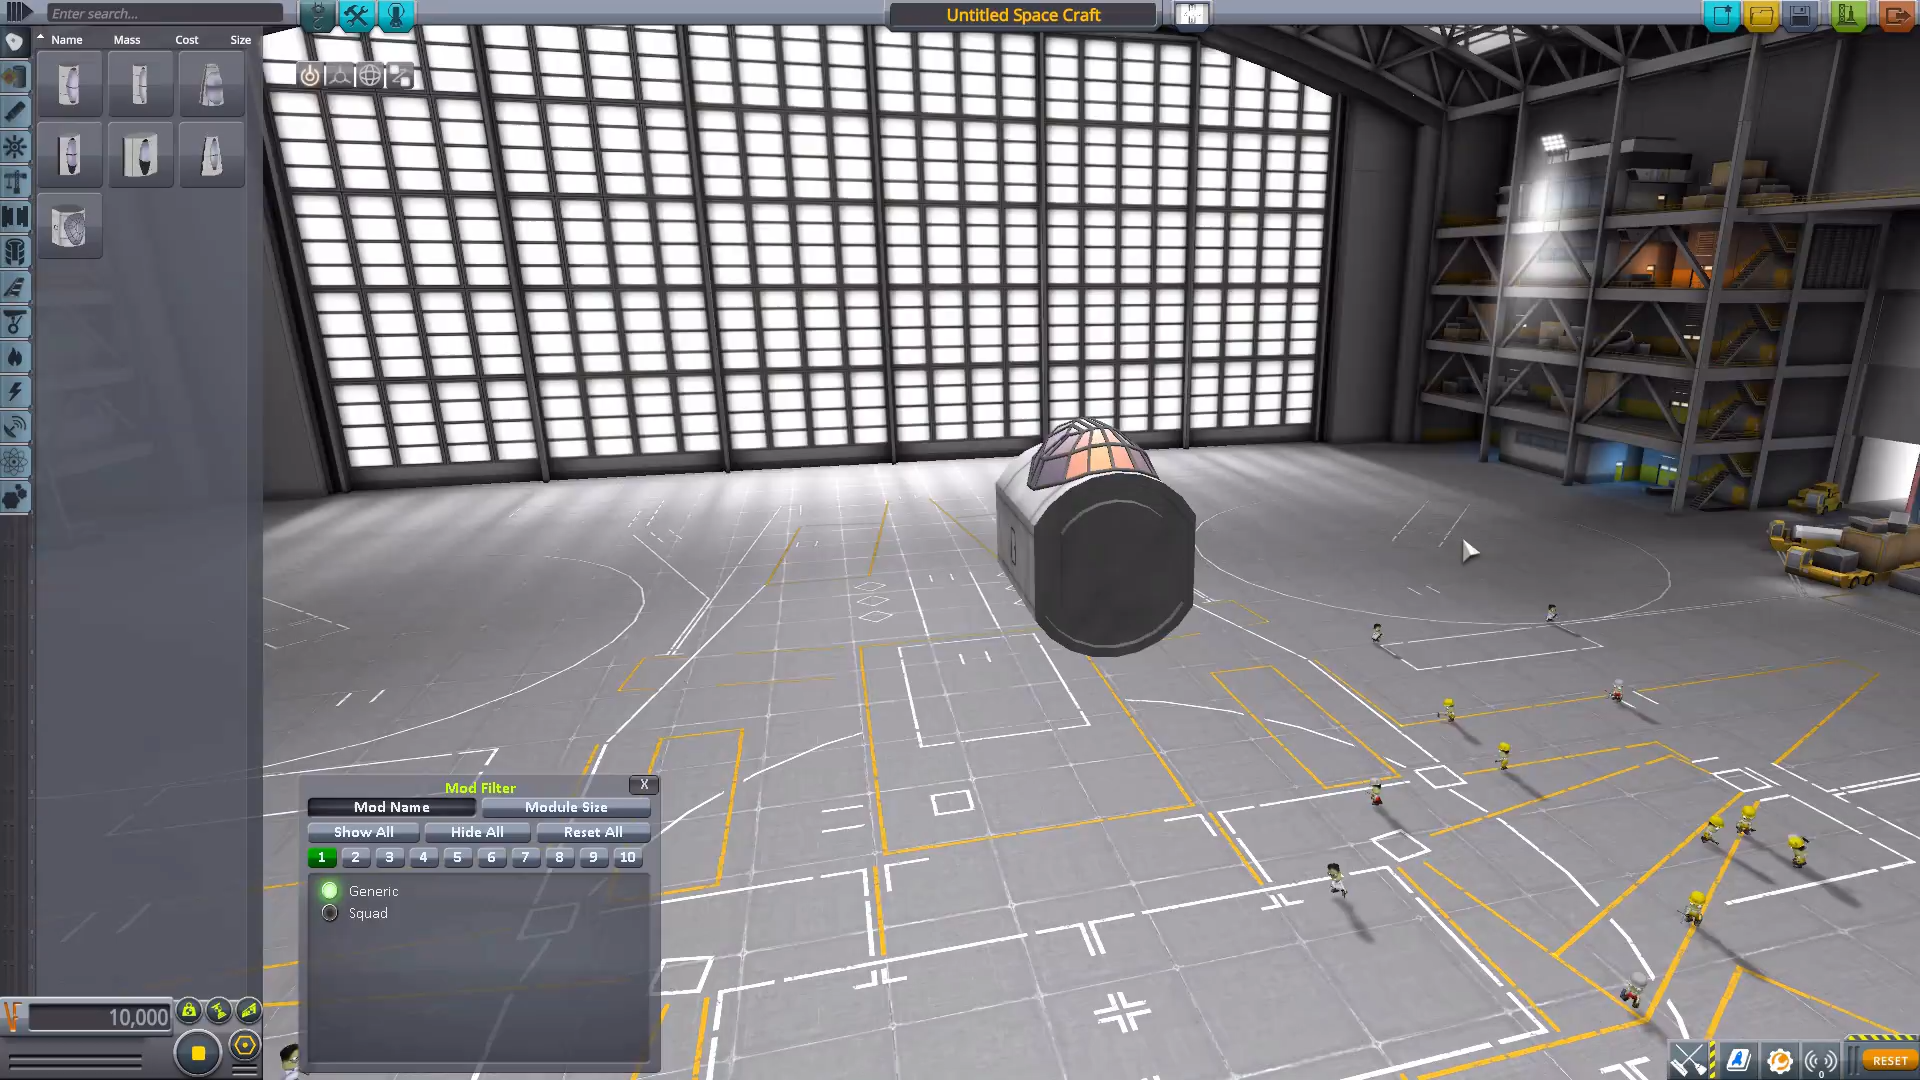 Enter search...
Untitled Space Craft
Name Mass Cost Size
Mod Filter
X
Mod Name Module Size
Show All Hide All Reset All
1 2 3 4 5 6 7 8 9 10
Generic
Squad
10,000
0
RESET